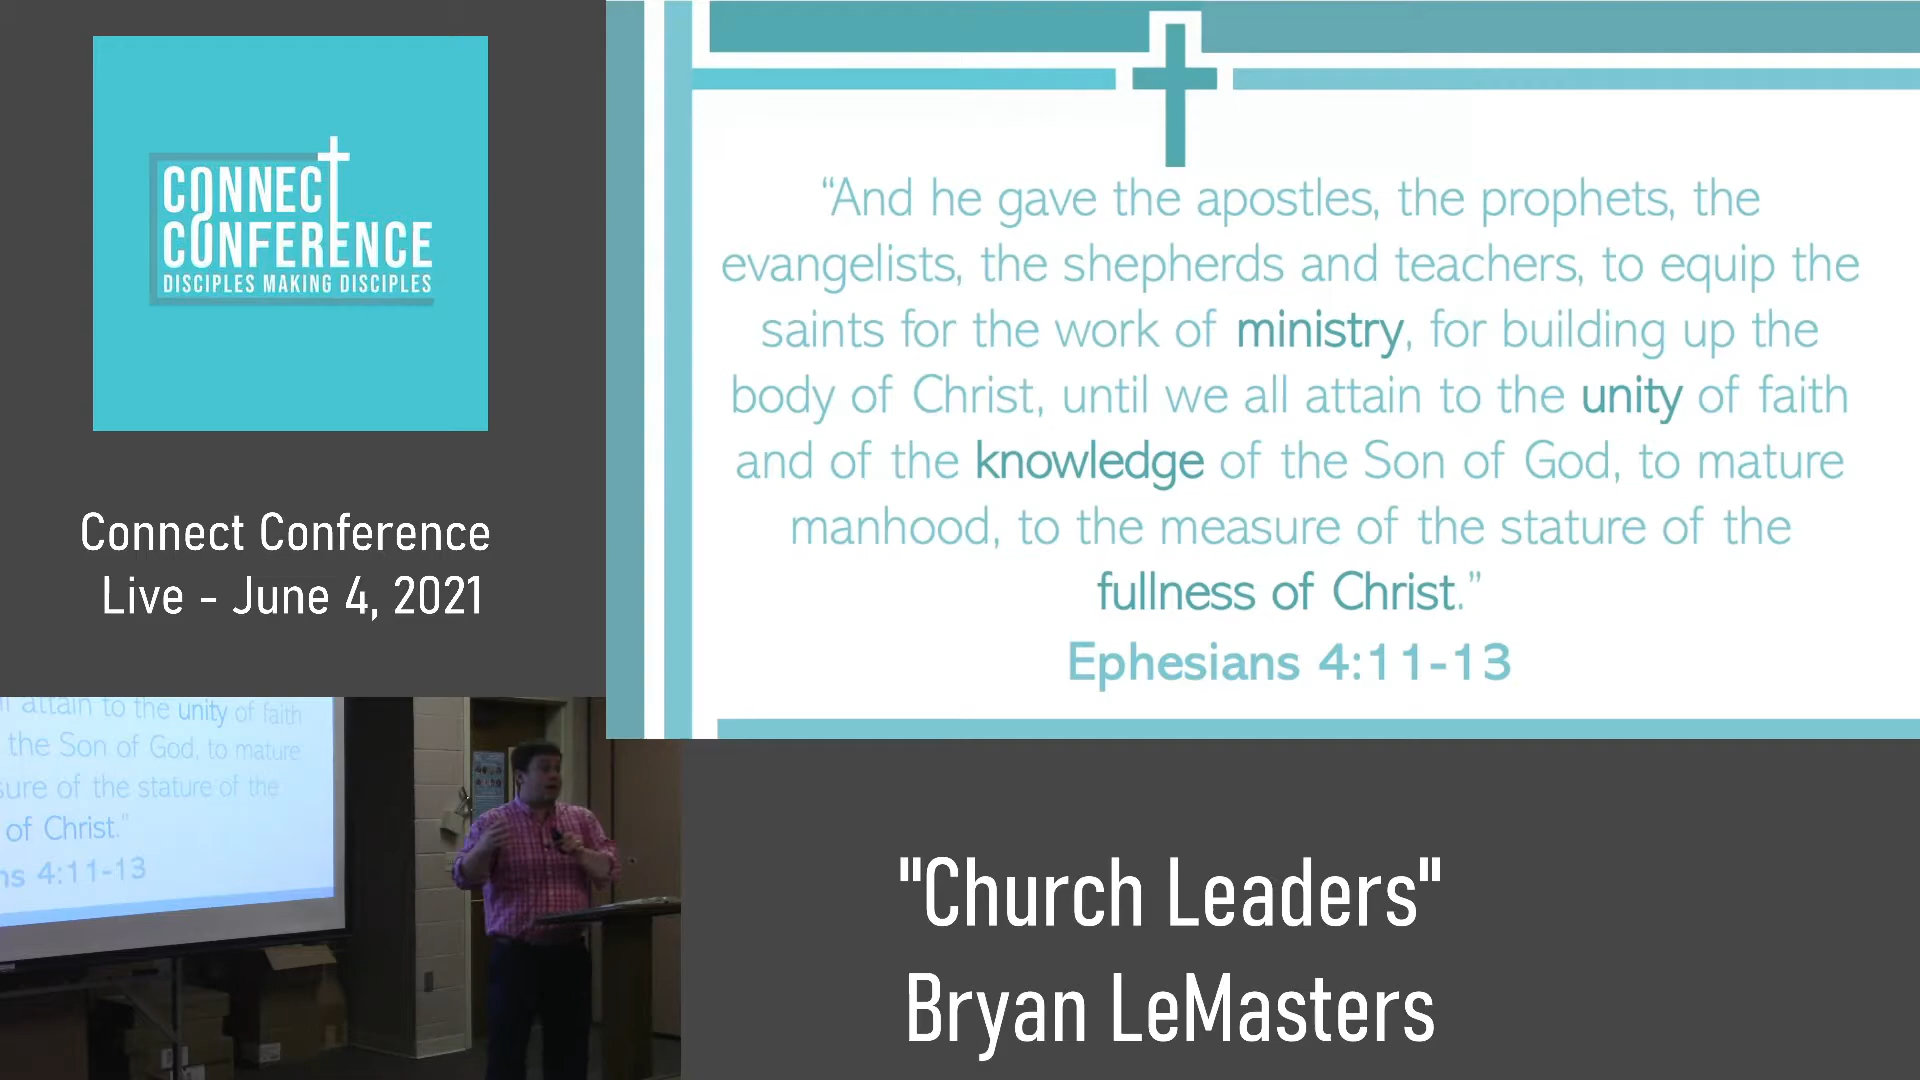 CONNECT
CONFERENCE
DISCIPLES MAKING DISCIPLES
Connect Conference
Live - June 4, 2021
“And he gave the apostles, the prophets, the
evangelists, the shepherds and teachers, to equip the
saints for the work of ministry, for building up the
body of Christ, until we all attain to the unity of faith
and of the knowledge of the Son of God, to mature
manhood, to the measure of the stature of the
fullness of Christ.”
Ephesians 4:11-13
attain to the unity of faith
the Son of God, to mature
of the stature of the
of Christ.”
4:11-13
"Church Leaders"
Bryan LeMasters